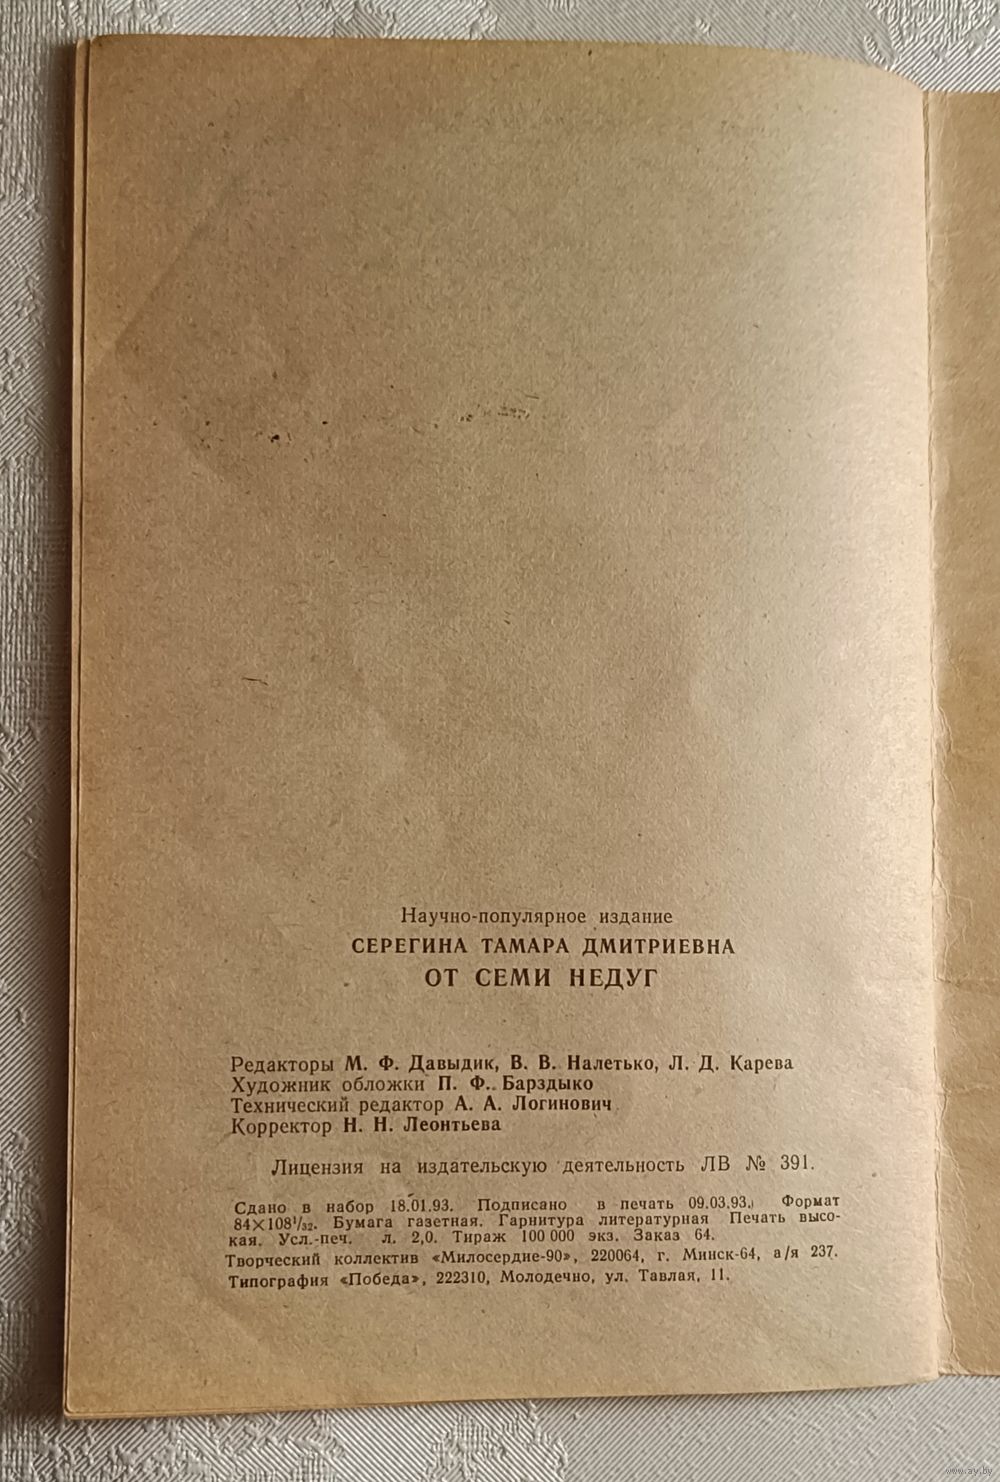 Научно-популярное издание
СЕРЕГИНА ТАМАРА ДМИТРИЕВНА
ОТ СЕМИ НЕДУГ
Редакторы М. Ф. Давыдик, В. В. Налетько, Л. Д. Карева
Художник обложки П. Ф. Барздыко
Технический редактор А. А. Логинович
Корректор Н. Н. Леонтьева
Лицензия на издательскую деятельность ЛВ № 391.
Сдано в набор 18.01.93. Подписано в печать 09.03.93. Формат
84×108¹/₃₂. Бумага газетная. Гарнитура литературная Печать высо-
кая. Усл.-печ. л. 2,0. Тираж 100 000 экз. Заказ 64.
Творческий коллектив «Милосердие-90», 220064, г. Минск-64, а/я 237.
Типография «Победа», 222310, Молодечно, ул. Тавлая, 11.
www.ay.by